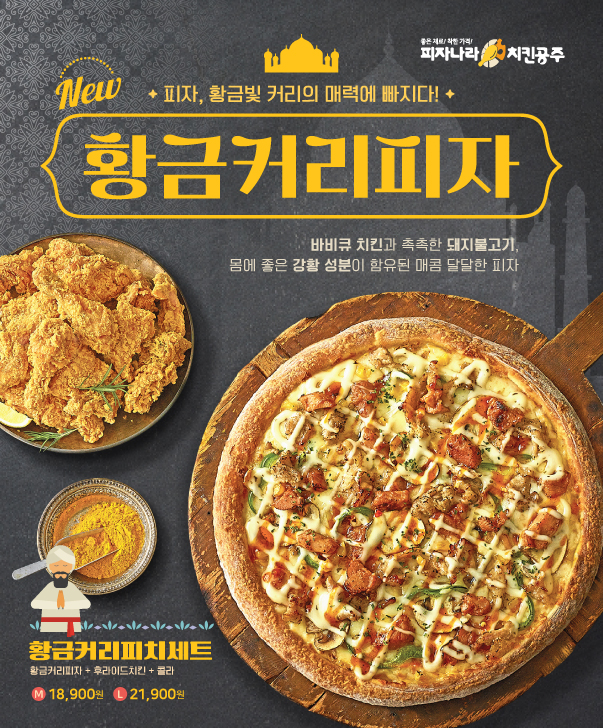 좋은 재료! 착한 가격!
피자나라 치킨공주
New
피자, 황금빛 커리의 매력에 빠지다!
황금커리피자
바비큐 치킨과 촉촉한 돼지불고기,
몸에 좋은 강황 성분이 함유된 매콤 달달한 피자
황금커리피치세트
황금커리피자 + 후라이드치킨 + 콜라
M 18,900원 L 21,900원